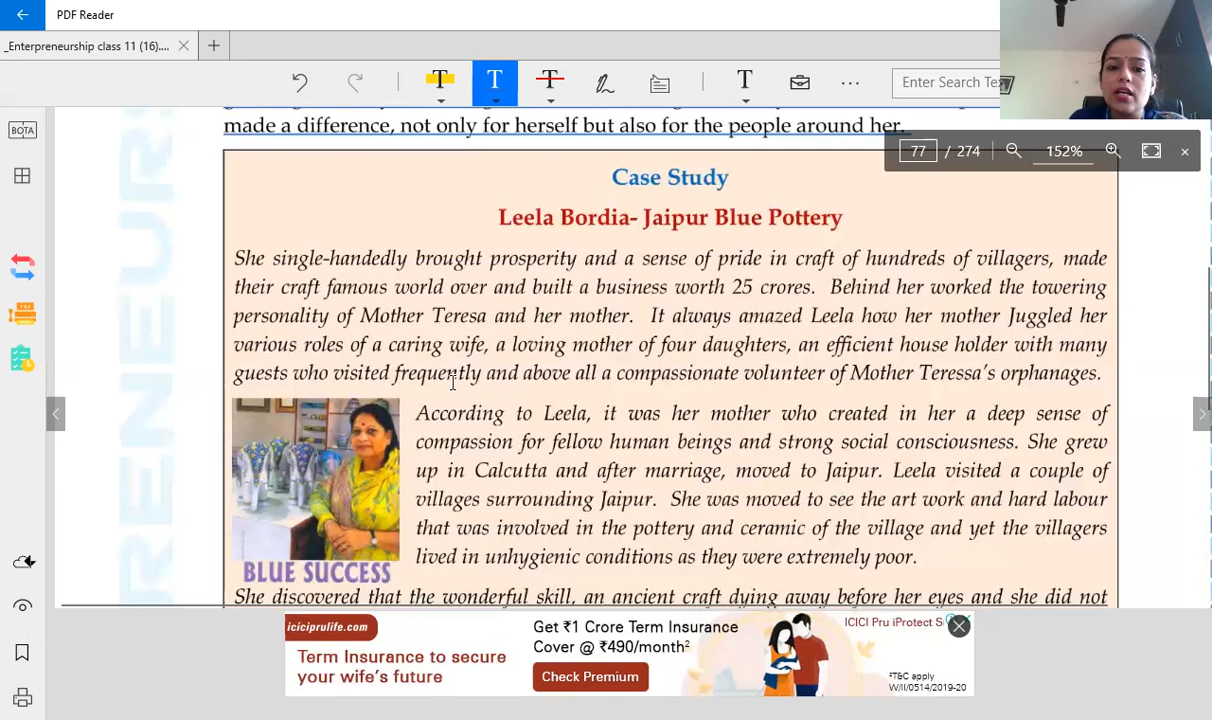 PDF Reader
_Enterpreneurship class 11 (16)....
T
T
T
T
Enter Search Tex
BOTA
made a difference, not only for herself but also for the people around her.
77 / 274
152%
Case Study
Leela Bordia- Jaipur Blue Pottery
She single-handedly brought prosperity and a sense of pride in craft of hundreds of villagers, made
their craft famous world over and built a business worth 25 crores. Behind her worked the towering
personality of Mother Teresa and her mother. It always amazed Leela how her mother Juggled her
various roles of a caring wife, a loving mother of four daughters, an efficient house holder with many
guests who visited frequently and above all a compassionate volunteer of Mother Teressa's orphanages.
According to Leela, it was her mother who created in her a deep sense of
compassion for fellow human beings and strong social consciousness. She grew
up in Calcutta and after marriage, moved to Jaipur. Leela visited a couple of
villages surrounding Jaipur. She was moved to see the art work and hard labour
that was involved in the pottery and ceramic of the village and yet the villagers
lived in unhygienic conditions as they were extremely poor.
BLUE SUCCESS
She discovered that the wonderful skill, an ancient craft dying away before her eyes and she did not
RENEUR
iciciprulife.com
Term Insurance to secure
your wife's future
Get ₹1 Crore Term Insurance
Cover @ ₹490/month²
Check Premium
ICICI Pru iProtect S
²T&C apply
W/II/0514/2019-20